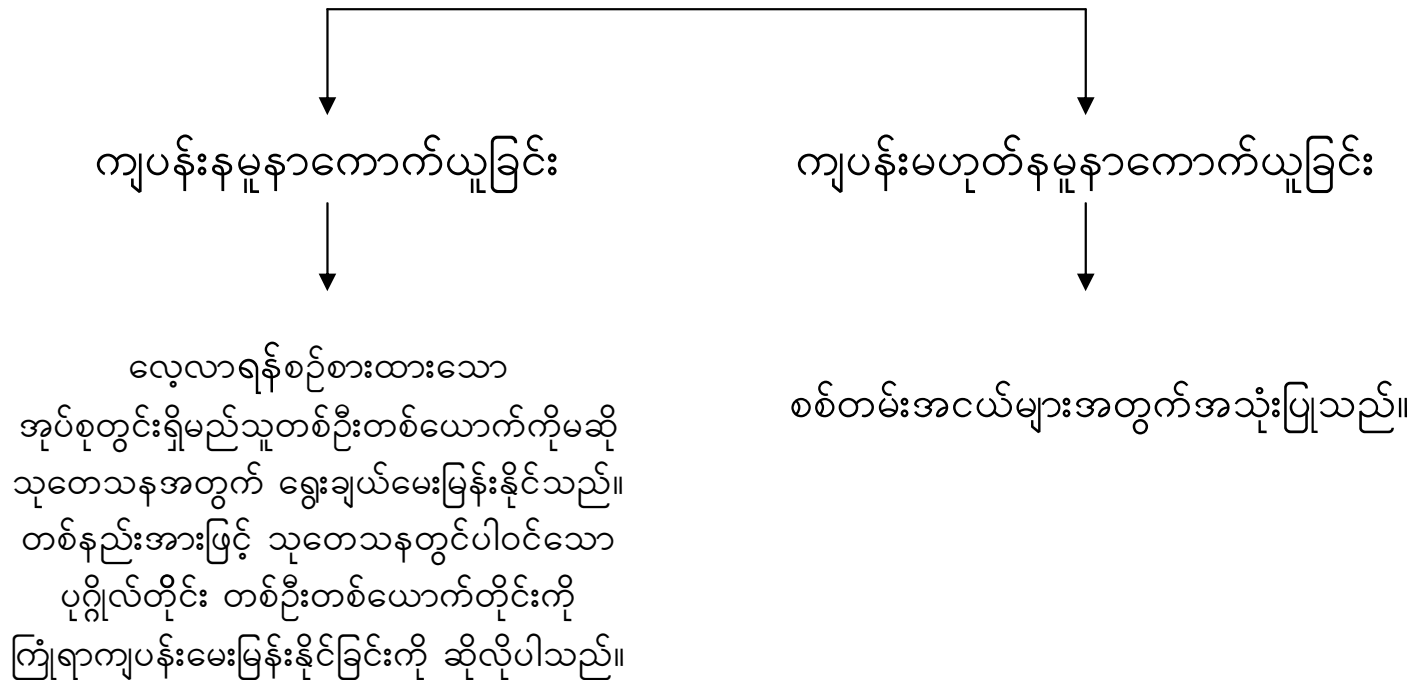 ကျပန်းနမူနာကောက်ယူခြင်း
ကျပန်းမဟုတ်နမူနာကောက်ယူခြင်း
လေ့လာရန်စဉ်စားထားသော
အုပ်စုတွင်းရှိမည်သူတစ်ဦးတစ်ယောက်ကိုမဆို
သုတေသနအတွက် ရွေးချယ်မေးမြန်းနိုင်သည်။
တစ်နည်းအားဖြင့် သုတေသနတွင်ပါဝင်သော
ပုဂ္ဂိုလ်တိုင်း တစ်ဦးတစ်ယောက်တိုင်းကို
ကြုံရာကျပန်းမေးမြန်းနိုင်ခြင်းကို ဆိုလိုပါသည်။
စစ်တမ်းအငယ်များအတွက်အသုံးပြုသည်။